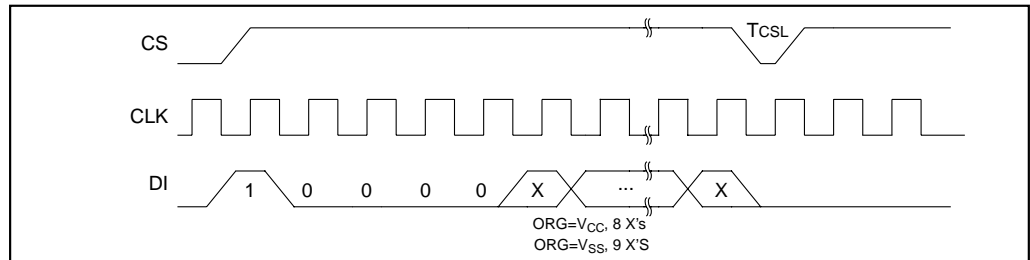 CS
TCSL
CLK
DI
1 0 0 0 0 X ... X
ORG=VCC, 8 X's
ORG=VSS, 9 X'S